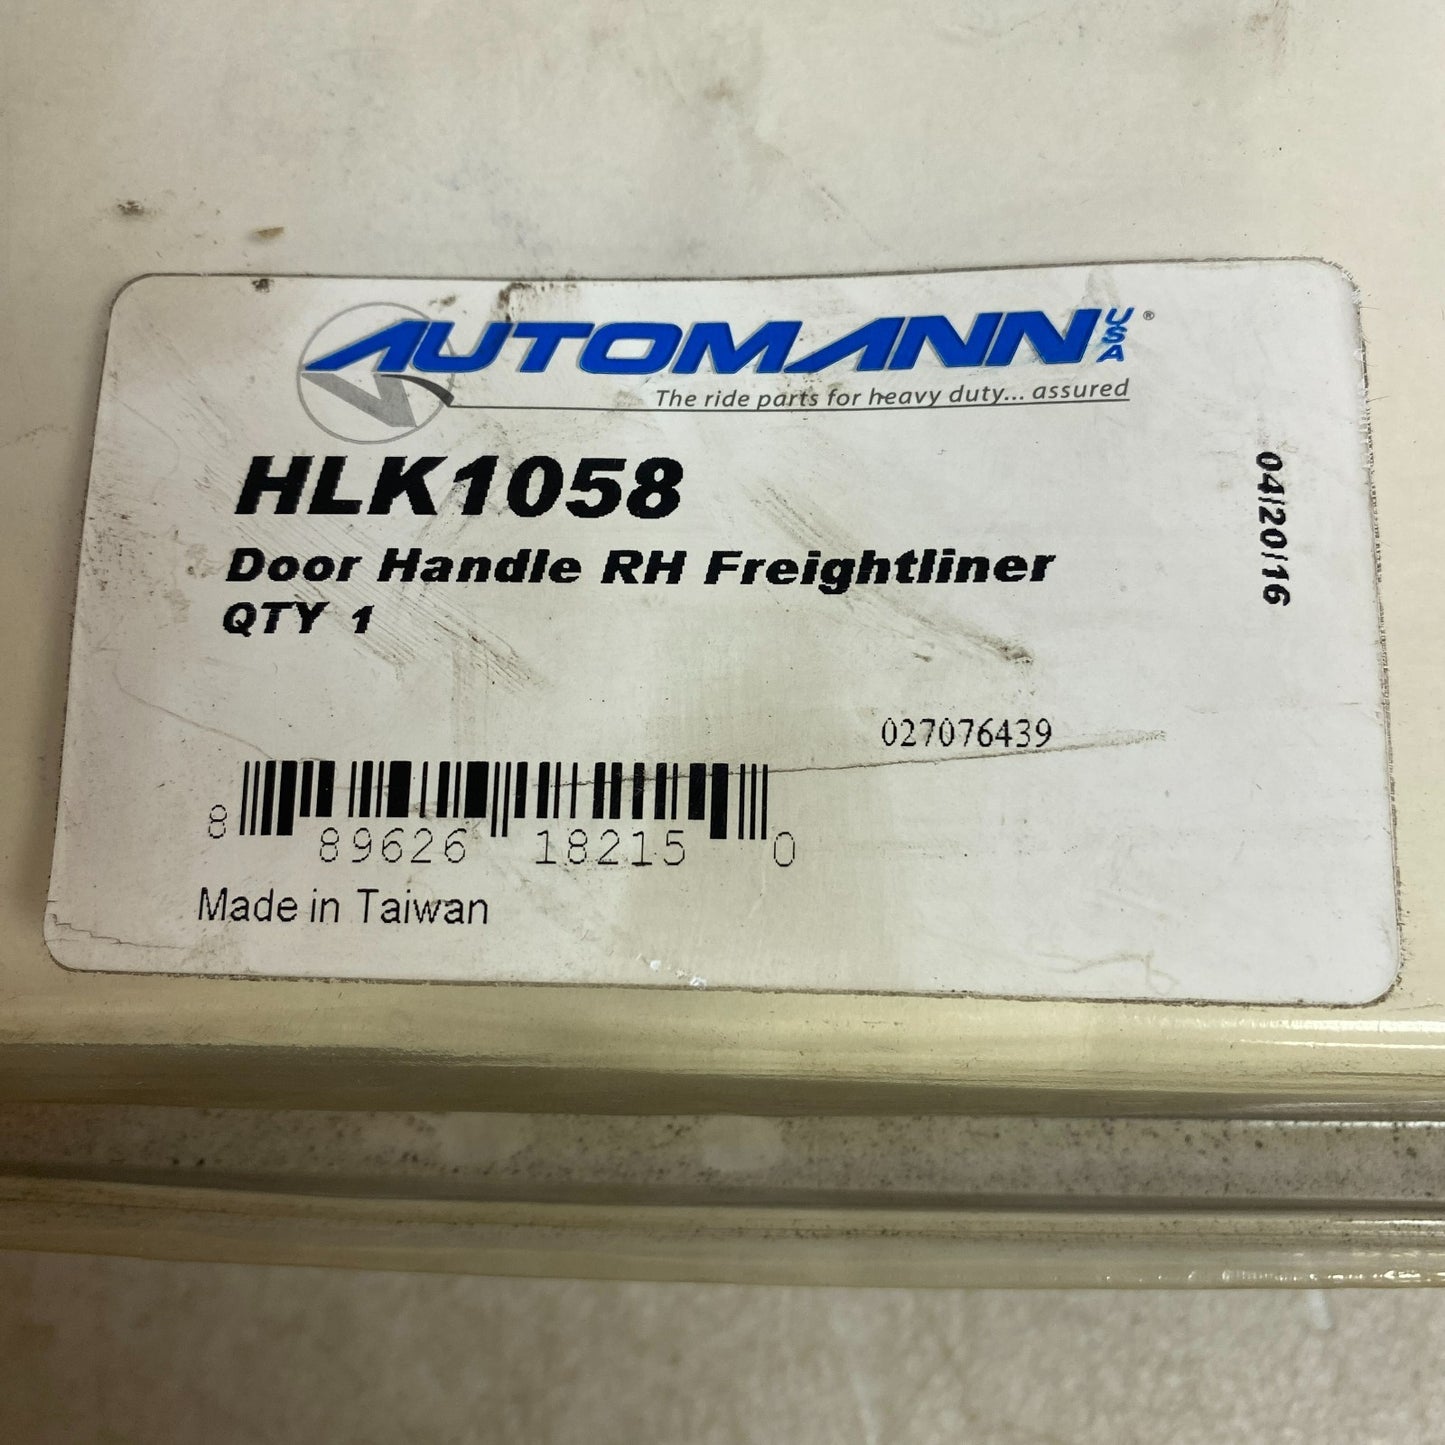 AUTOMANN USA®
The ride parts for heavy duty... assured
HLK1058
Door Handle RH Freightliner
QTY 1
04/20/16
027076439
8 89626 18215 0
Made in Taiwan